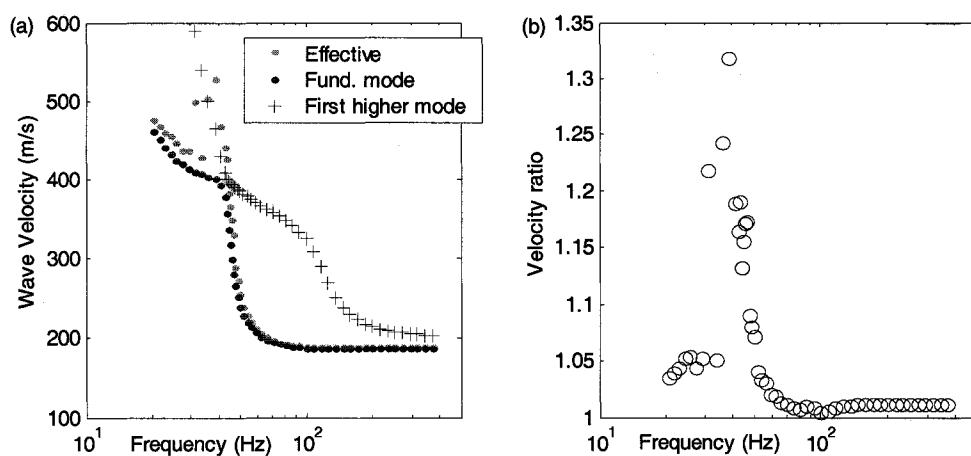 (a)
600
500
400
300
200
100
Wave Velocity (m/s)
Effective
Fund. mode
First higher mode
10^1
Frequency (Hz)
10^2
(b)
1.35
1.3
1.25
1.2
1.15
1.1
1.05
1
Velocity ratio
10^1
Frequency (Hz)
10^2